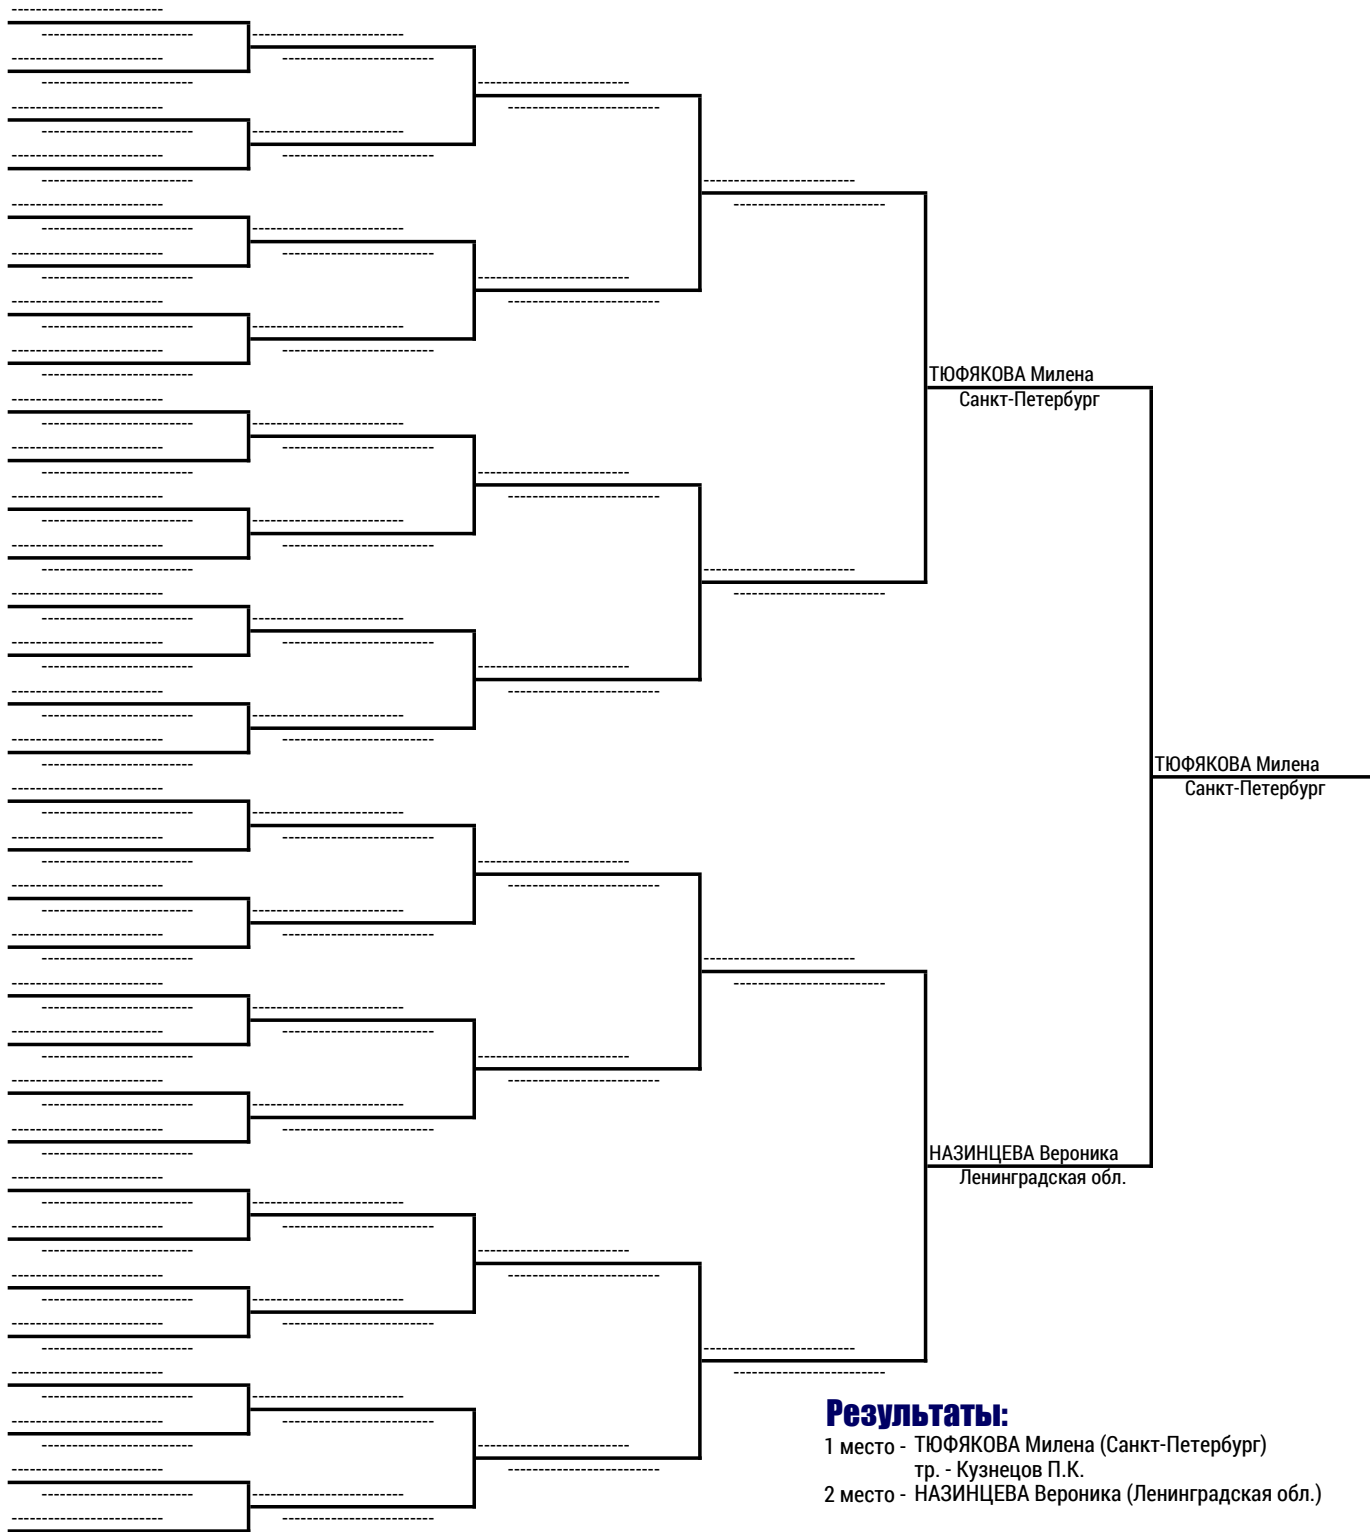 ТЮФЯКОВА Милена
Санкт-Петербург
ТЮФЯКОВА Милена
Санкт-Петербург
НАЗИНЦЕВА Вероника
Ленинградская обл.
Результаты:
1 место - ТЮФЯКОВА Милена (Санкт-Петербург)
тр. - Кузнецов П.К.
2 место - НАЗИНЦЕВА Вероника (Ленинградская обл.)